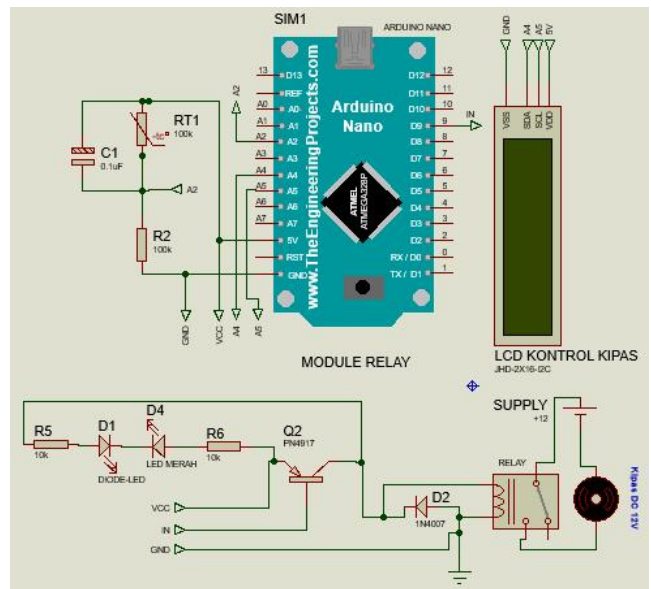 SIM1
ARDUINO NANO
13 D13 D12 12
REF D11 11
A0 A0 D10 10
A1 A1 D9 9
A2 A2 D8 8
A3 A3 D7 7
A4 A4 D6 6
A5 A5 D5 5
A6 A6 D4 4
A7 A7 D3 3
5V D2 2
RST RX / D0 0
GND TX / D1 1
www.TheEngineeringProjects.com
Arduino
Nano
ATMEL
ATMEGA328P
IN
A2
RT1
100k
-tc
C1
0.1uF
A2
R2
100k
GND
VCC
A4
A5
GND
A4
A5
5V
VSS
SDA
SCL
VDD
LCD KONTROL KIPAS
JHD-2X16-I2C
MODULE RELAY
R5
10k
D1
DIODE-LED
D4
LED MERAH
R6
10k
Q2
PN4917
VCC
IN
GND
D2
1N4007
RELAY
SUPPLY
+12
Kipas DC 12V